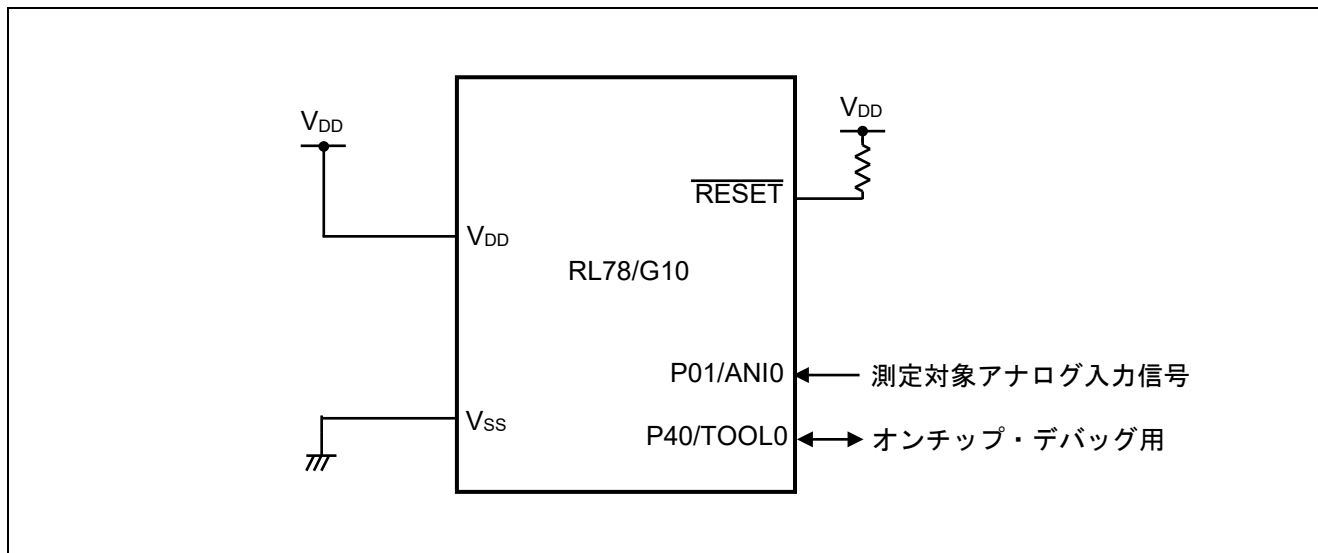 VDD
VDD
RESET
VDD
RL78/G10
P01/ANI0
測定対象アナログ入力信号
VSS
P40/TOOL0
オンチップ・デバッグ用